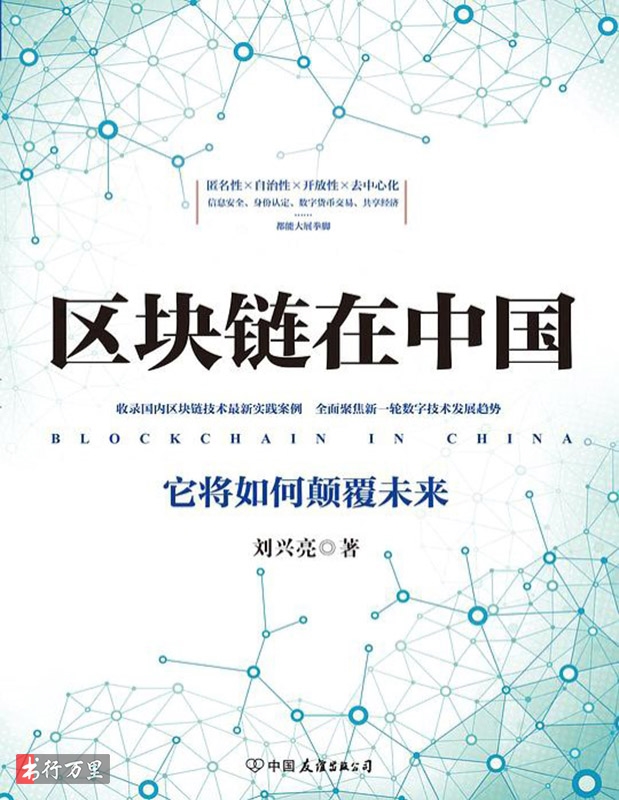 匿名性×自治性×开放性×去中心化
信息安全、身份认定、数字货币交易、共享经济
……
都能大展拳脚
区块链在中国
收录国内区块链技术最新实践案例 全面聚焦新一轮数字技术发展趋势
BLOCKCHAIN IN CHINA
它将如何颠覆未来
刘兴亮◎著
中国友谊出版公司
书行万里